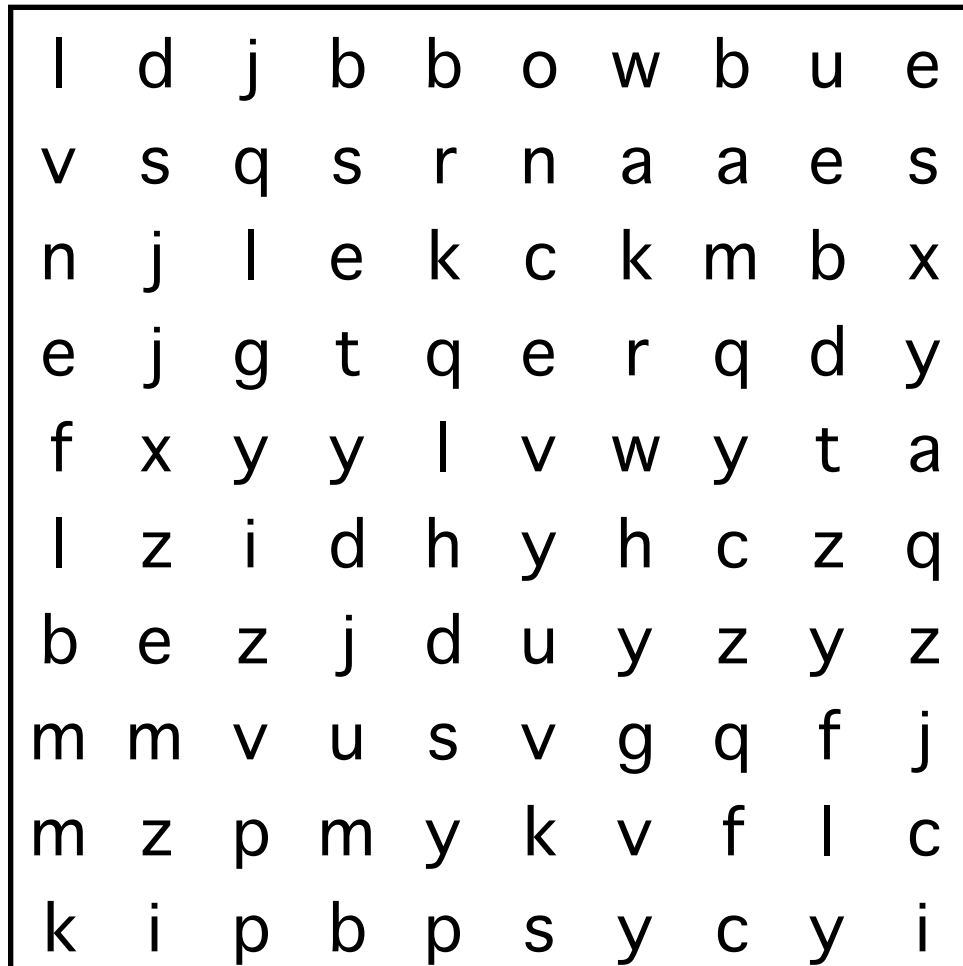 l d j b b o w b u e
v s q s r n a a e s
n j l e k c k m b x
e j g t q e r q d y
f x y y l v w y t a
l z i d h y h c z q
b e z j d u y z y z
m m v u s v g q f j
m z p m y k v f l c
k i p b p s y c y i